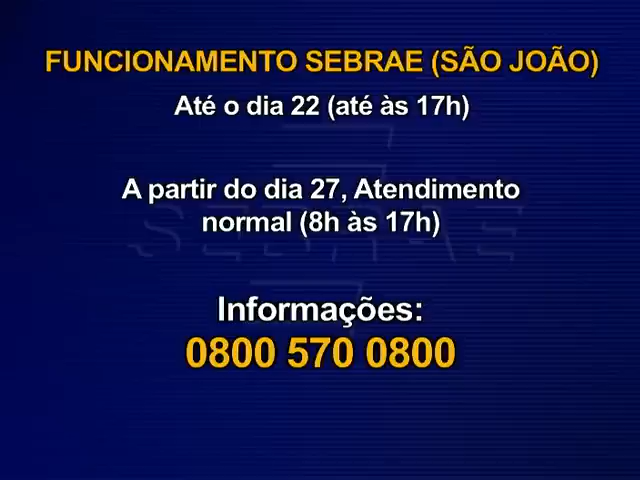 FUNCIONAMENTO SEBRAE (SÃO JOÃO)
Até o dia 22 (até às 17h)
A partir do dia 27, Atendimento
normal (8h às 17h)
SEBRAE
Informações:
0800 570 0800